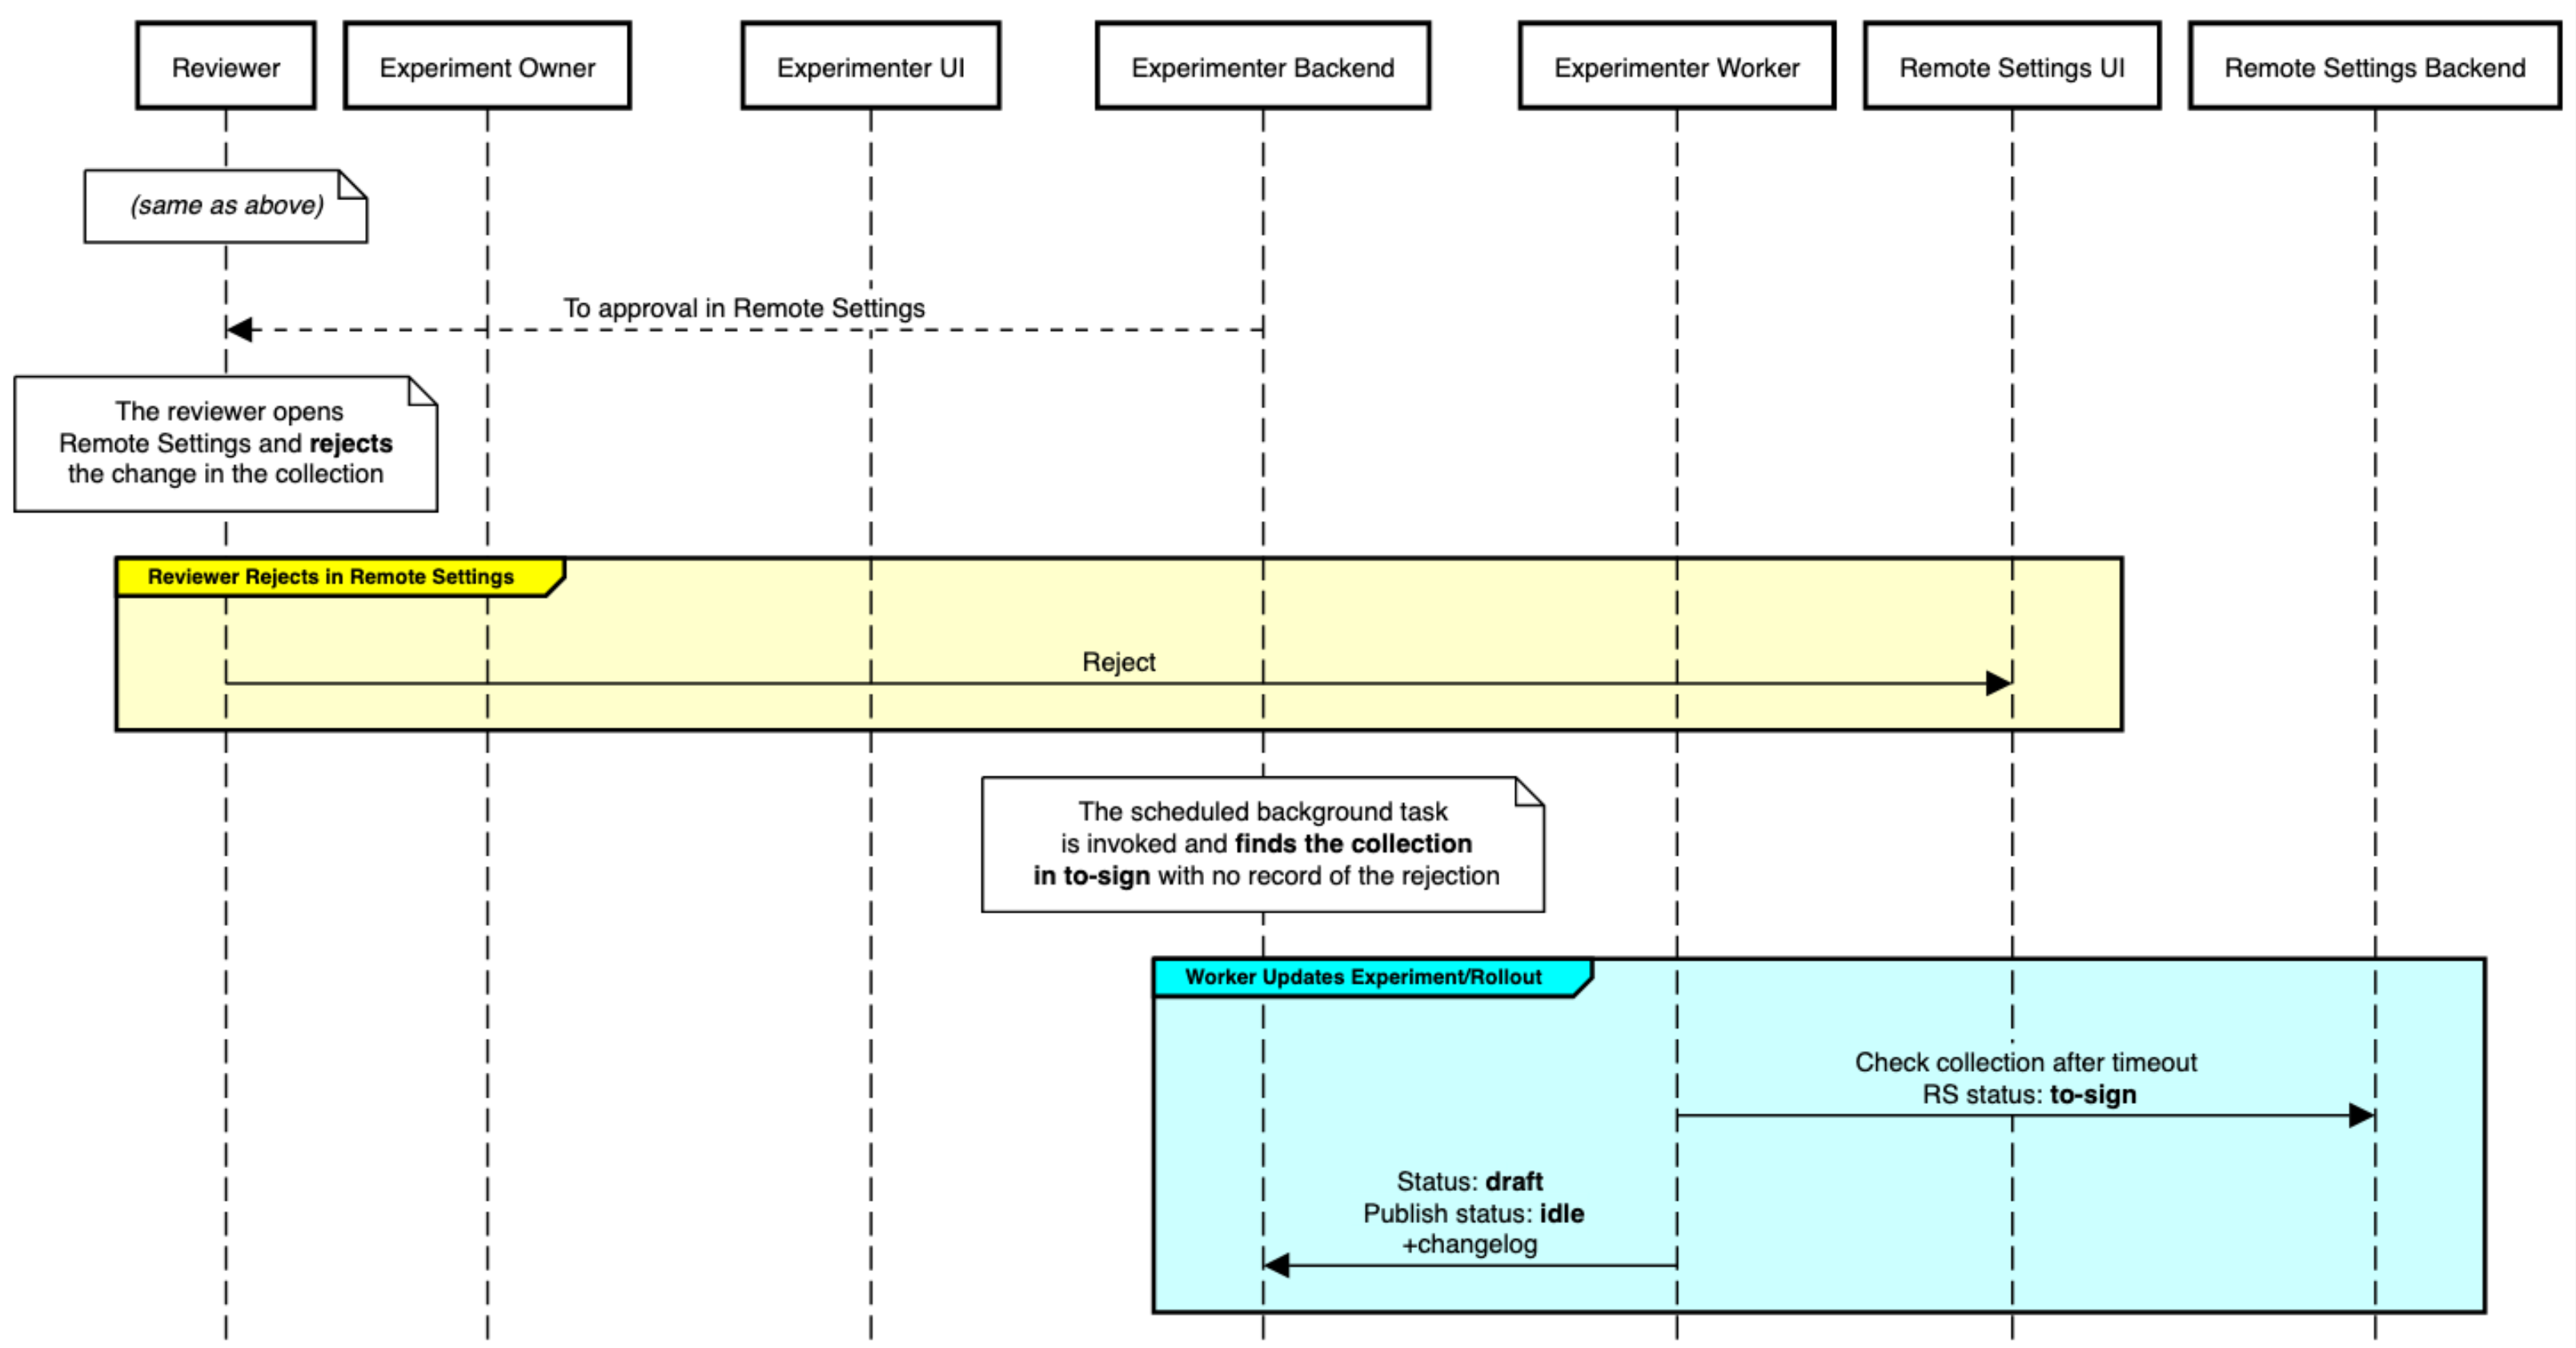 Reviewer
Experiment Owner
Experimenter UI
Experimenter Backend
Experimenter Worker
Remote Settings UI
Remote Settings Backend
(same as above)
To approval in Remote Settings
The reviewer opens
Remote Settings and rejects
the change in the collection
Reviewer Rejects in Remote Settings
Reject
The scheduled background task
is invoked and finds the collection
in to-sign with no record of the rejection
Worker Updates Experiment/Rollout
Check collection after timeout
RS status: to-sign
Status: draft
Publish status: idle
+changelog